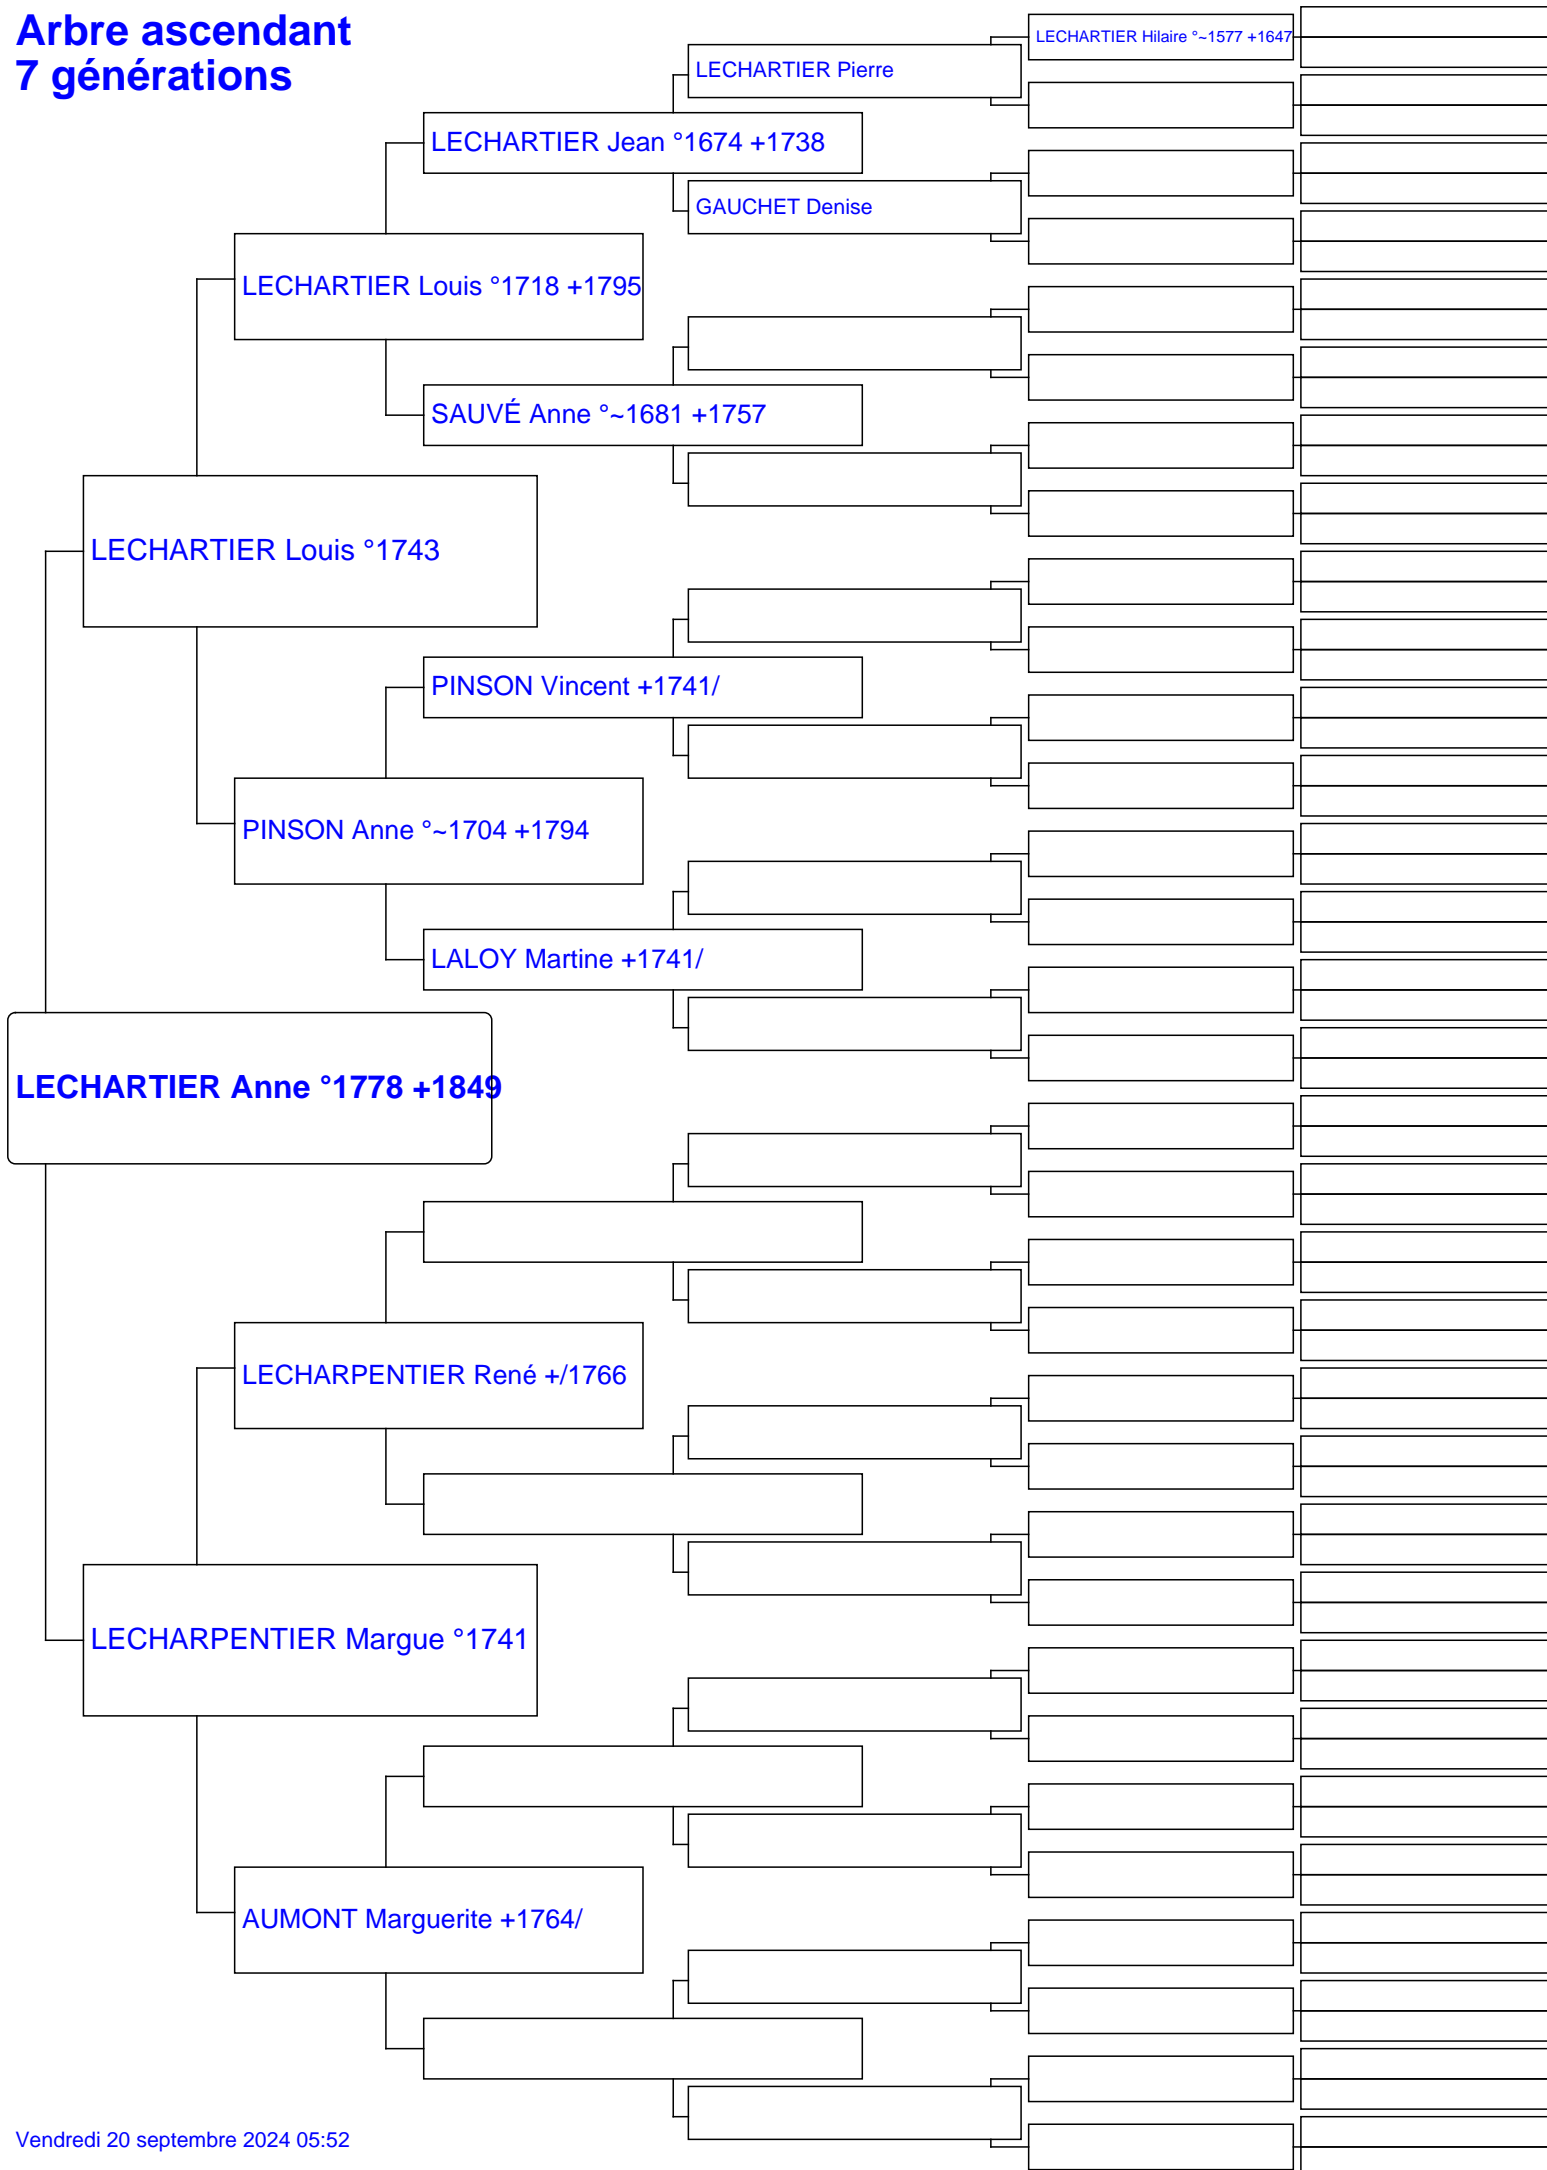 Arbre ascendant
7 générations
LECHARTIER Hilaire °~1577 +1647
LECHARTIER Pierre
LECHARTIER Jean °1674 +1738
GAUCHET Denise
LECHARTIER Louis °1718 +1795
SAUVÉ Anne °~1681 +1757
LECHARTIER Louis °1743
PINSON Vincent +1741/
PINSON Anne °~1704 +1794
LALOY Martine +1741/
LECHARTIER Anne °1778 +1849
LECHARPENTIER René +/1766
LECHARPENTIER Margue °1741
AUMONT Marguerite +1764/
Vendredi 20 septembre 2024 05:52